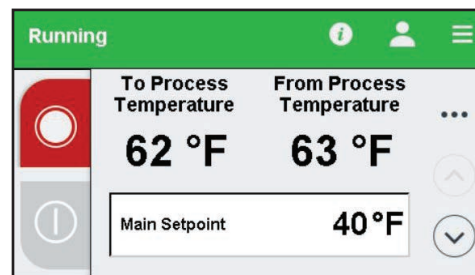 Running
To Process
Temperature
From Process
Temperature
62 °F
63 °F
Main Setpoint
40°F